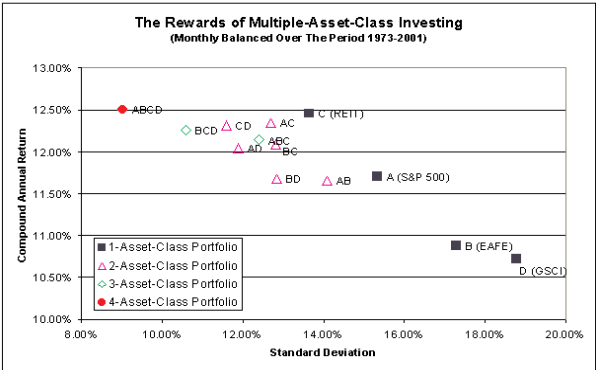 The Rewards of Multiple-Asset-Class Investing
(Monthly Balanced Over The Period 1973-2001)
Compound Annual Return
13.00%
12.50%
12.00%
11.50%
11.00%
10.50%
10.00%
ABCD
BCD
CD
AC
C (REIT)
AD
ABC
BC
BD
AB
A (S&P 500)
B (EAFE)
D (GSCI)
1-Asset-Class Portfolio
2-Asset-Class Portfolio
3-Asset-Class Portfolio
4-Asset-Class Portfolio
8.00% 10.00% 12.00% 14.00% 16.00% 18.00% 20.00%
Standard Deviation